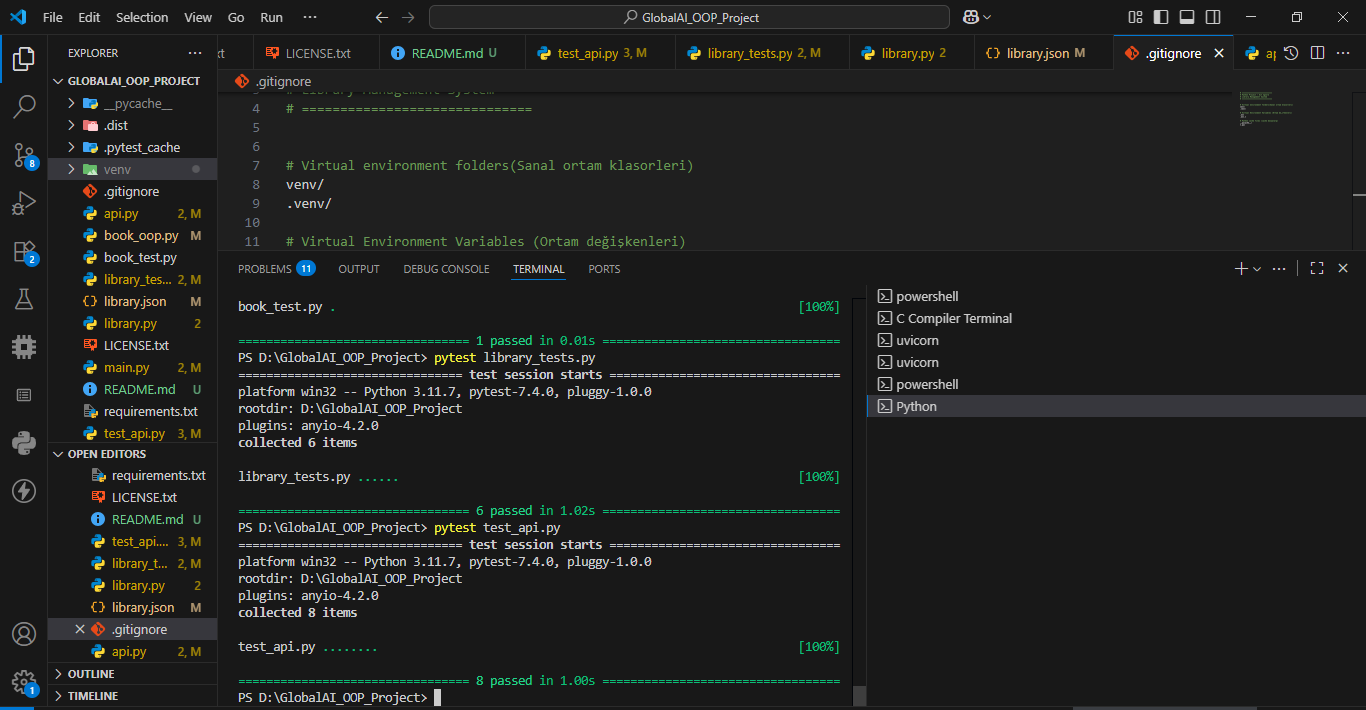 File Edit Selection View Go Run ··· GlobalAI_OOP_Project
EXPLORER ···
GLOBALAI_OOP_PROJECT
__pycache__
.dist
.pytest_cache
venv
.gitignore
api.py 2, M
book_oop.py M
book_test.py
library_tes... 2, M
library.json M
library.py 2
LICENSE.txt
main.py 2, M
README.md U
requirements.txt
test_api.py 3, M
OPEN EDITORS
requirements.txt
LICENSE.txt
README.md U
test_api.... 3, M
library_t... 2, M
library.py 2
library.json M
.gitignore
api.py 2, M
OUTLINE
TIMELINE
8
2
1
xt LICENSE.txt README.md U test_api.py 3, M library_tests.py 2, M library.py 2 library.json M .gitignore ap ···
.gitignore
3 # Library Management System
4 # ==============================
5
6
7 # Virtual environment folders(Sanal ortam klasorleri)
8 venv/
9 .venv/
10
11 # Virtual Environment Variables (Ortam değişkenleri)
PROBLEMS 11 OUTPUT DEBUG CONSOLE TERMINAL PORTS ···
book_test.py . [100%]
================================= 1 passed in 0.01s ==================================
PS D:\GlobalAI_OOP_Project> pytest library_tests.py
================================ test session starts =================================
platform win32 -- Python 3.11.7, pytest-7.4.0, pluggy-1.0.0
rootdir: D:\GlobalAI_OOP_Project
plugins: anyio-4.2.0
collected 6 items
library_tests.py ...... [100%]
================================= 6 passed in 1.02s ==================================
PS D:\GlobalAI_OOP_Project> pytest test_api.py
================================ test session starts =================================
platform win32 -- Python 3.11.7, pytest-7.4.0, pluggy-1.0.0
rootdir: D:\GlobalAI_OOP_Project
plugins: anyio-4.2.0
collected 8 items
test_api.py ........ [100%]
================================= 8 passed in 1.00s ==================================
PS D:\GlobalAI_OOP_Project>
powershell
C Compiler Terminal
uvicorn
uvicorn
powershell
Python